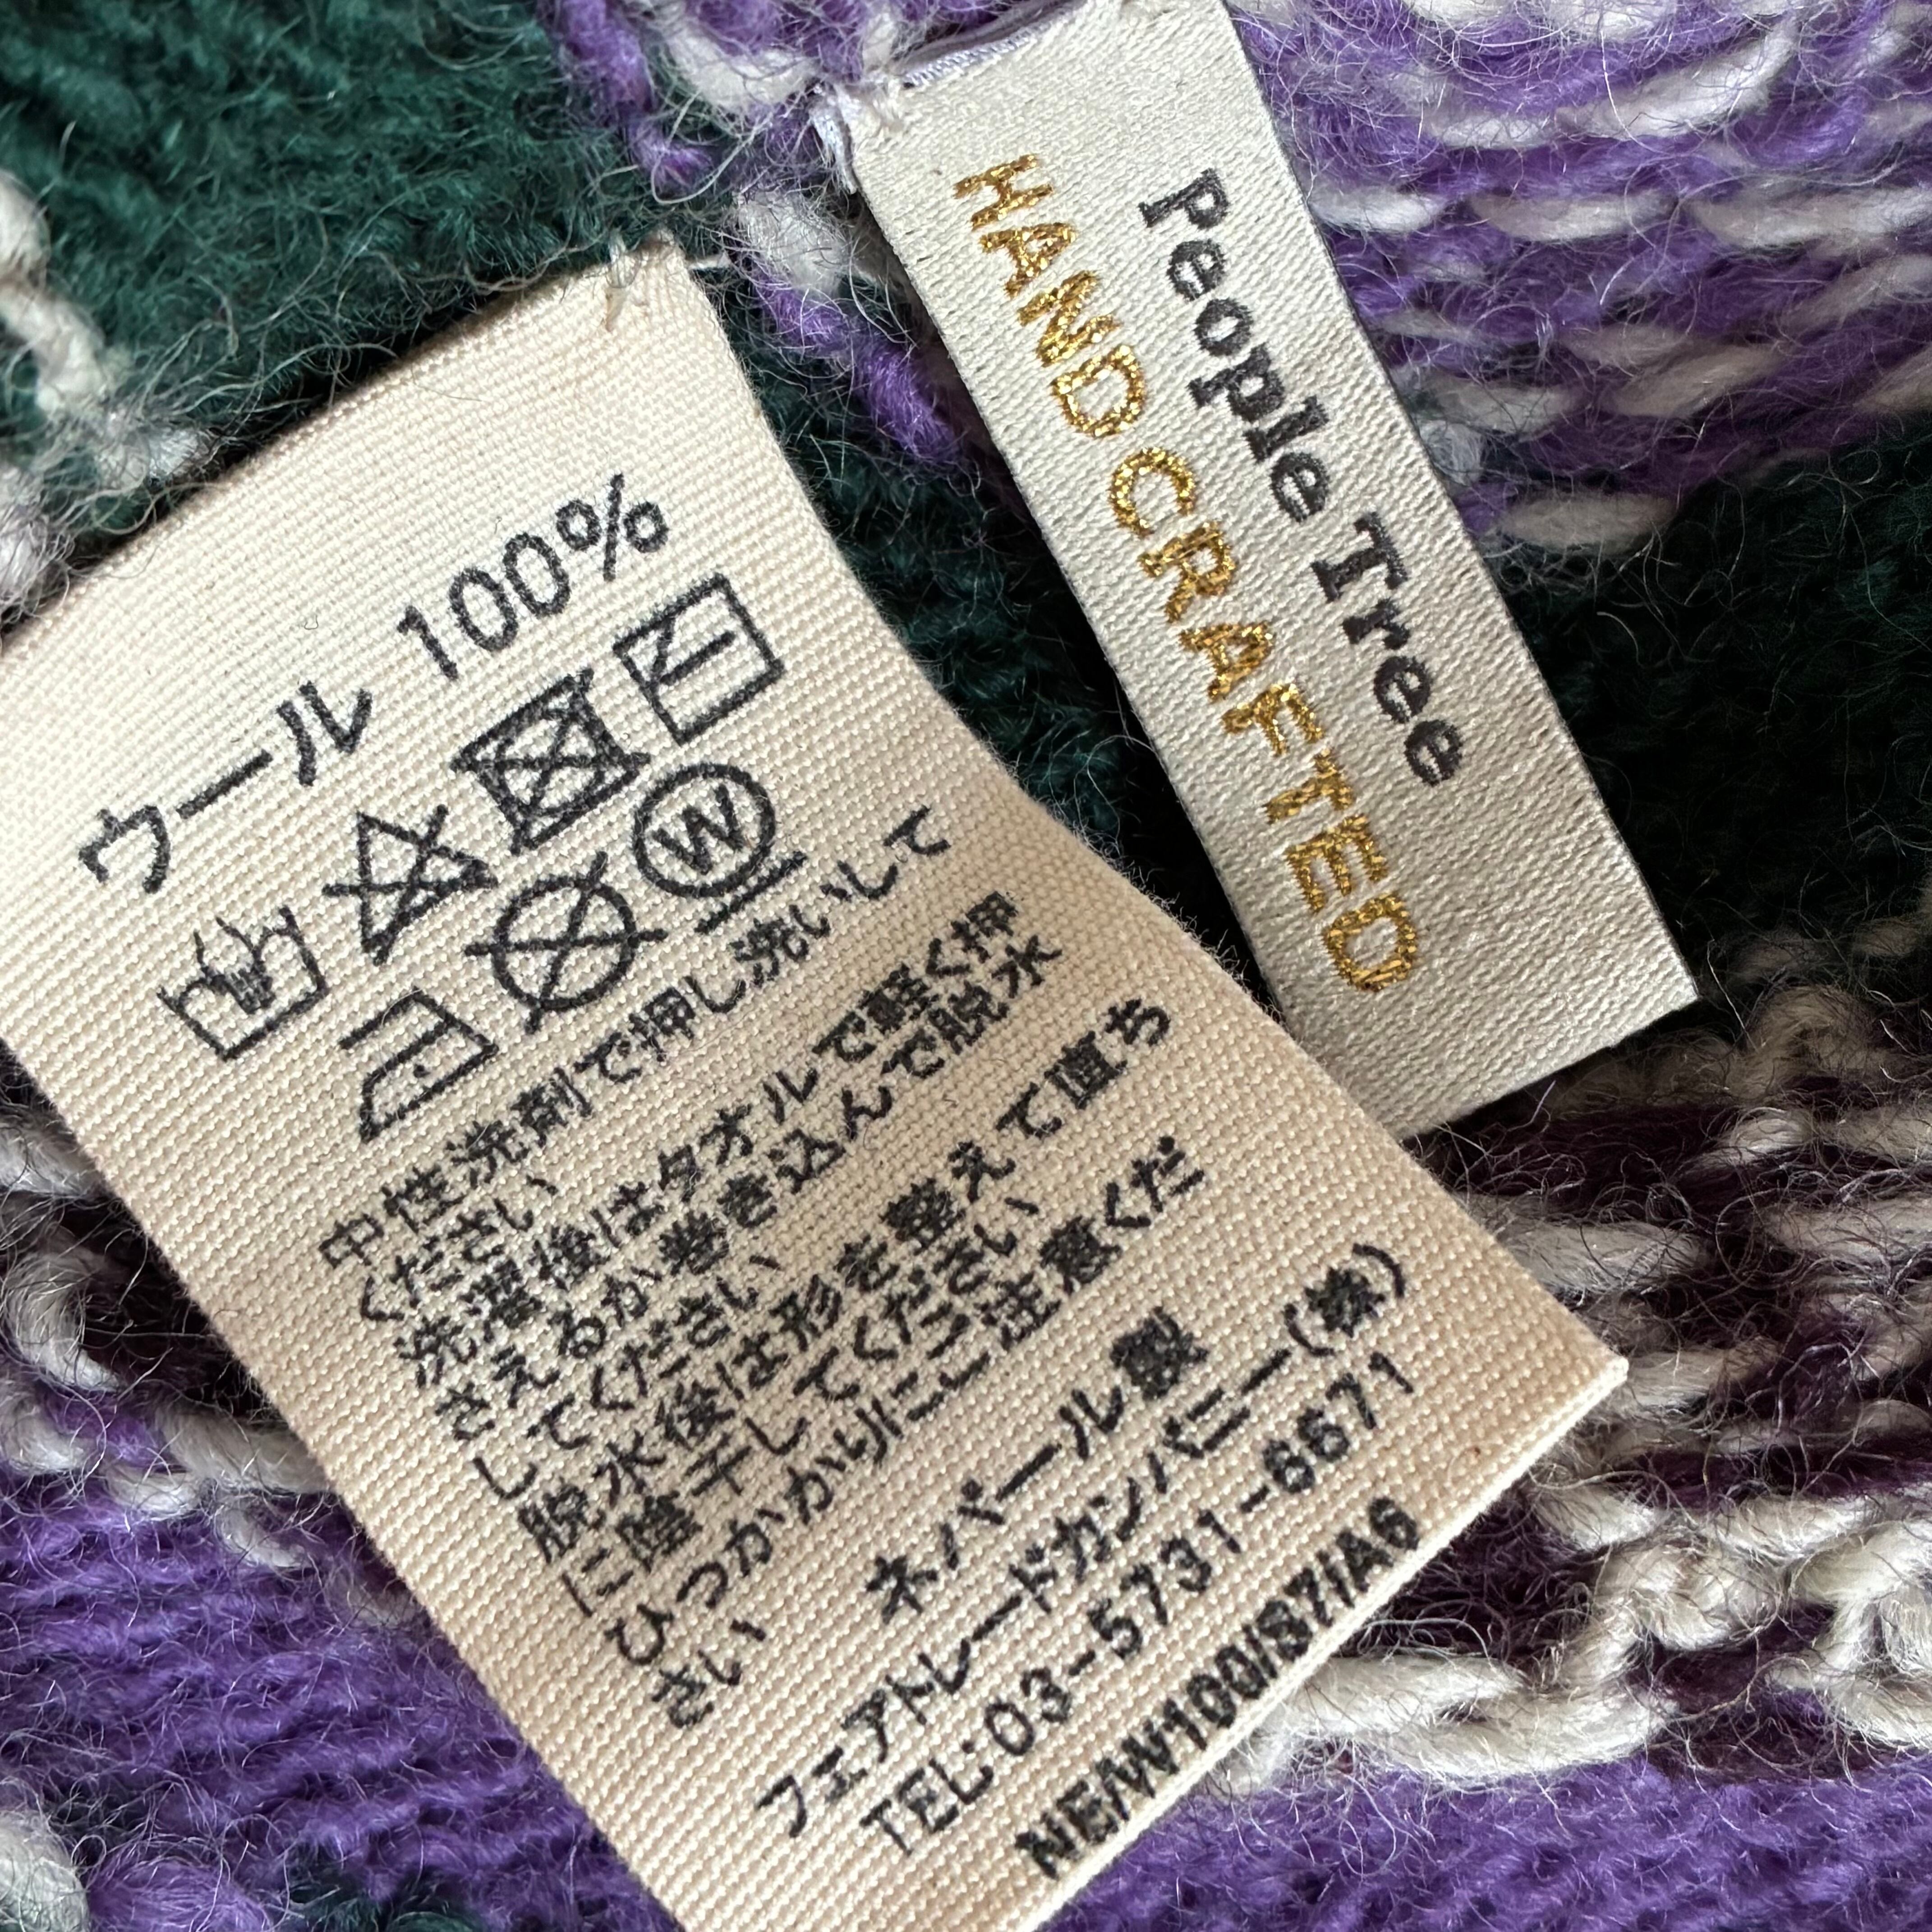 People Tree
HAND CRAFTED
ウール 100%
W
中性洗剤で押し洗いして
ください
洗濯後はタオルで軽く押
さえるか巻き込んで脱水
してください
脱水後は形を整えて直ち
に陰干してください
ひっかかりにご注意くだ
さい
ネパール製
フェアトレードカンパニー(株)
TEL:03-5731-6671
NE/W100/S7/A6